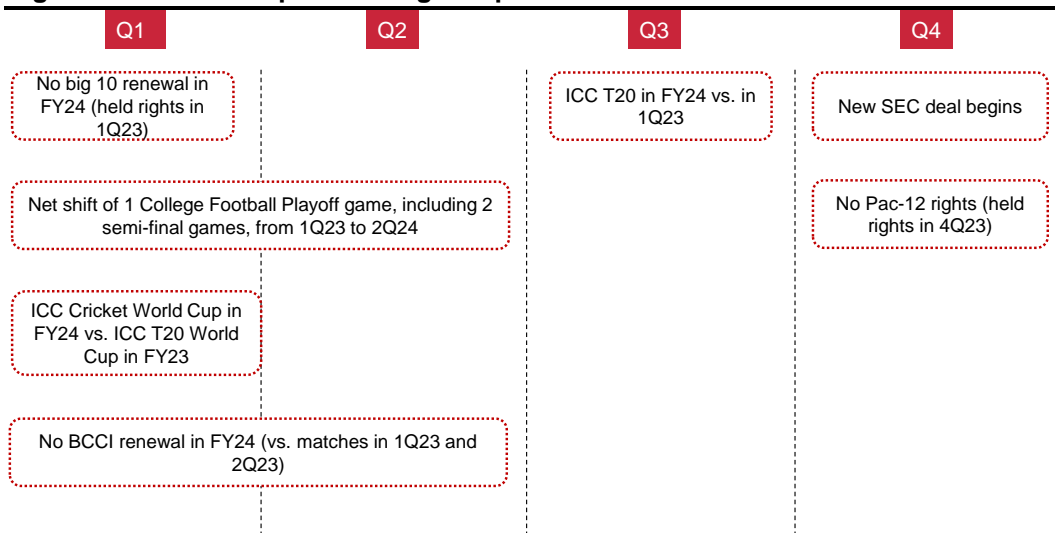 Q1
Q2
Q3
Q4
No big 10 renewal in
FY24 (held rights in
1Q23)
ICC T20 in FY24 vs. in
1Q23
New SEC deal begins
Net shift of 1 College Football Playoff game, including 2
semi-final games, from 1Q23 to 2Q24
No Pac-12 rights (held
rights in 4Q23)
ICC Cricket World Cup in
FY24 vs. ICC T20 World
Cup in FY23
No BCCI renewal in FY24 (vs. matches in 1Q23 and
2Q23)